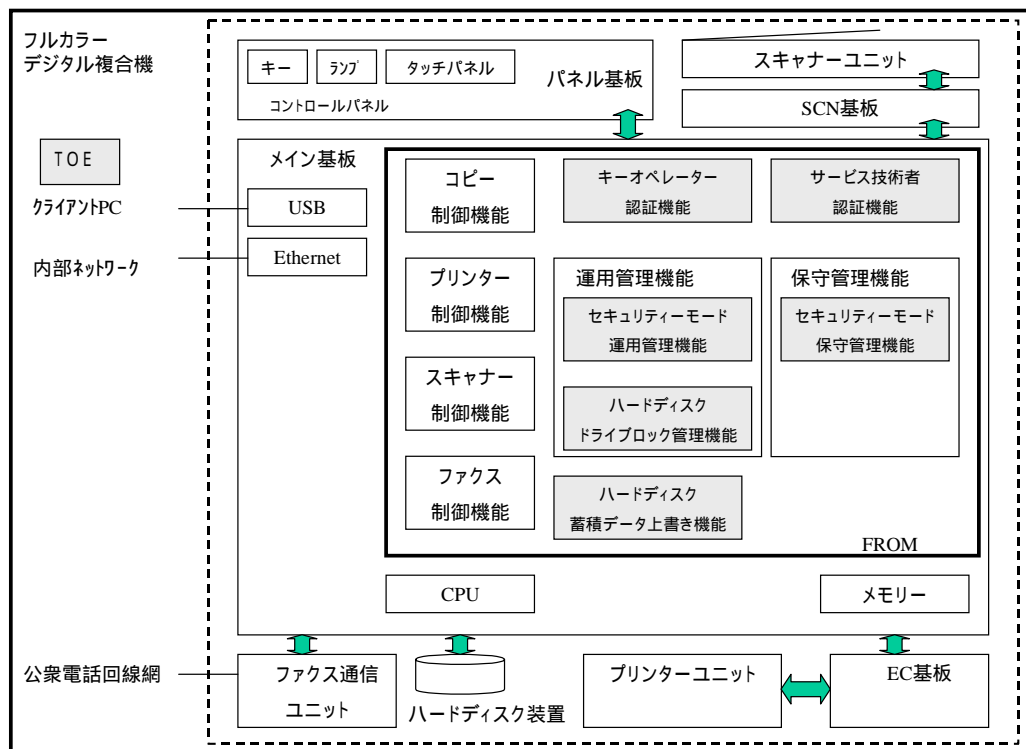 フルカラー
デジタル複合機
キー
ランプ
タッチパネル
コントロールパネル
パネル基板
スキャナーユニット
SCN基板
TOE
メイン基板
クライアントPC
USB
内部ネットワーク
Ethernet
コピー
制御機能
キーオペレーター
認証機能
サービス技術者
認証機能
プリンター
制御機能
運用管理機能
セキュリティーモード
運用管理機能
保守管理機能
セキュリティーモード
保守管理機能
スキャナー
制御機能
ハードディスク
ドライブロック管理機能
ファクス
制御機能
ハードディスク
蓄積データ上書き機能
FROM
CPU
メモリー
公衆電話回線網
ファクス通信
ユニット
ハードディスク装置
プリンターユニット
EC基板